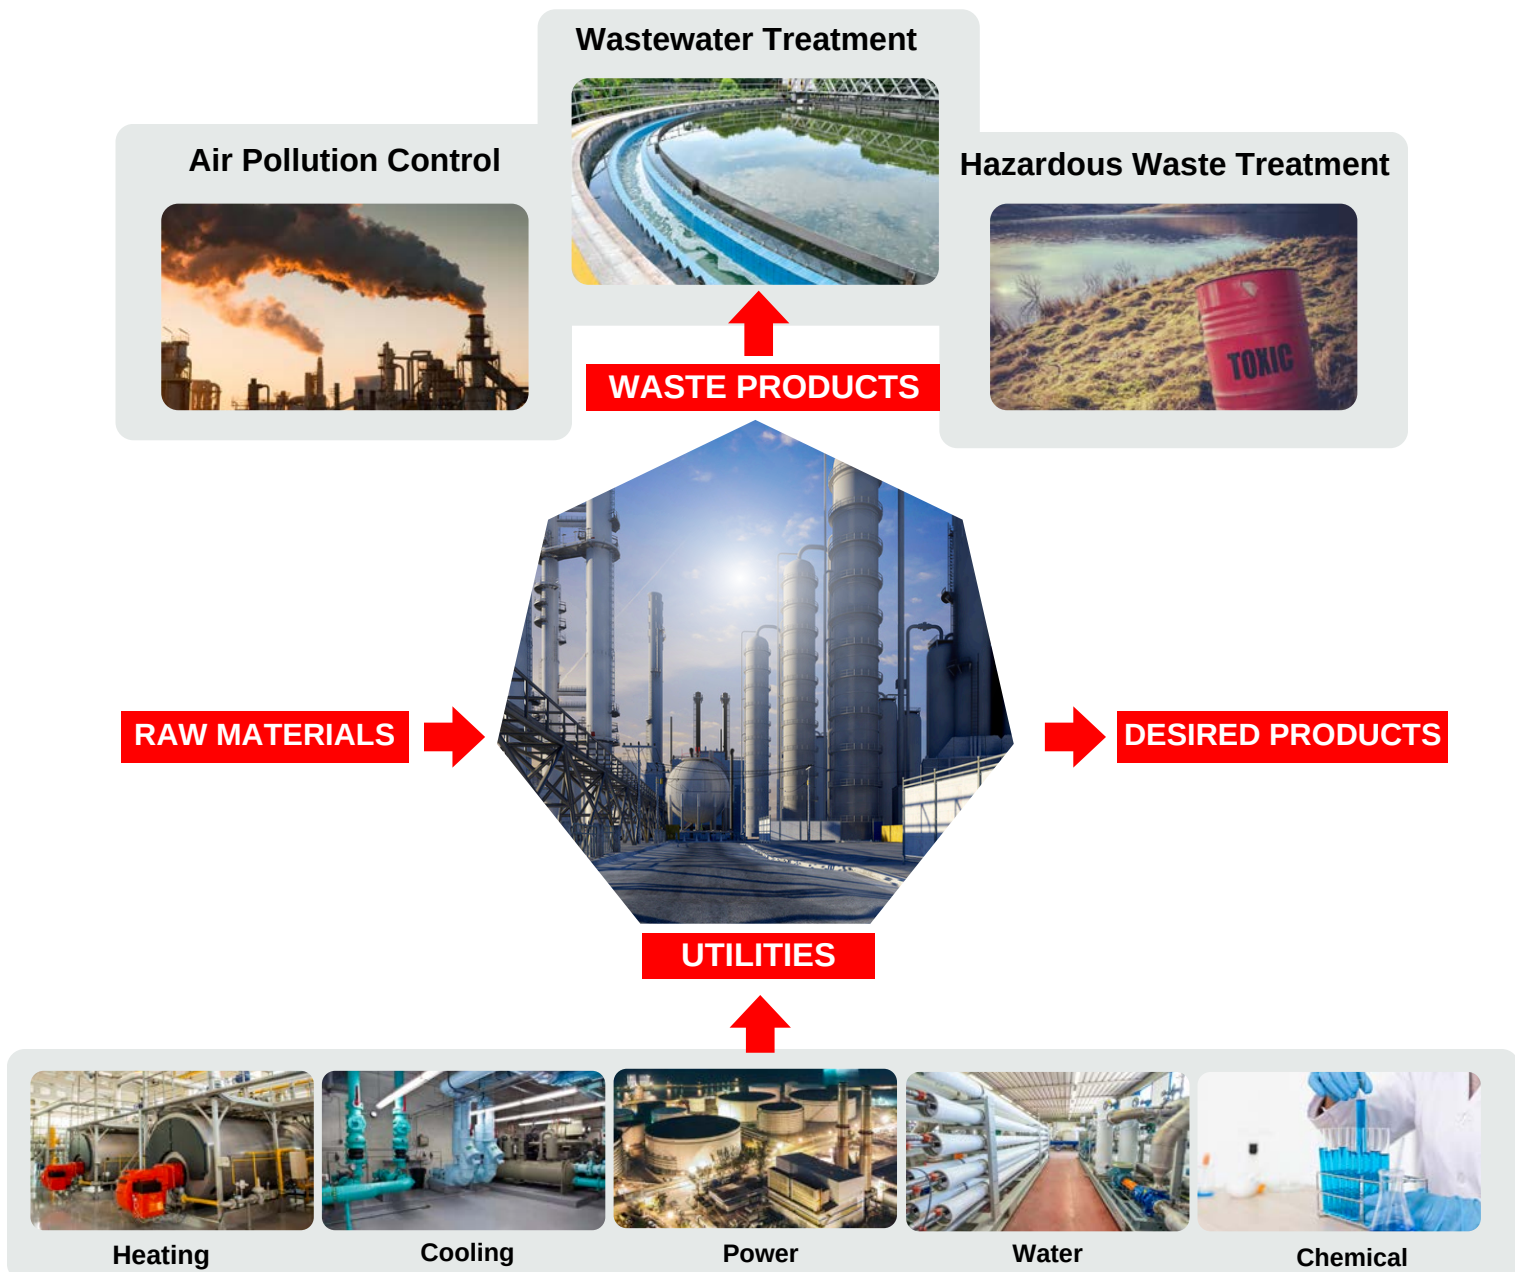 Wastewater Treatment
Air Pollution Control
Hazardous Waste Treatment
TOXIC
WASTE PRODUCTS
RAW MATERIALS
DESIRED PRODUCTS
UTILITIES
Heating
Cooling
Power
Water
Chemical